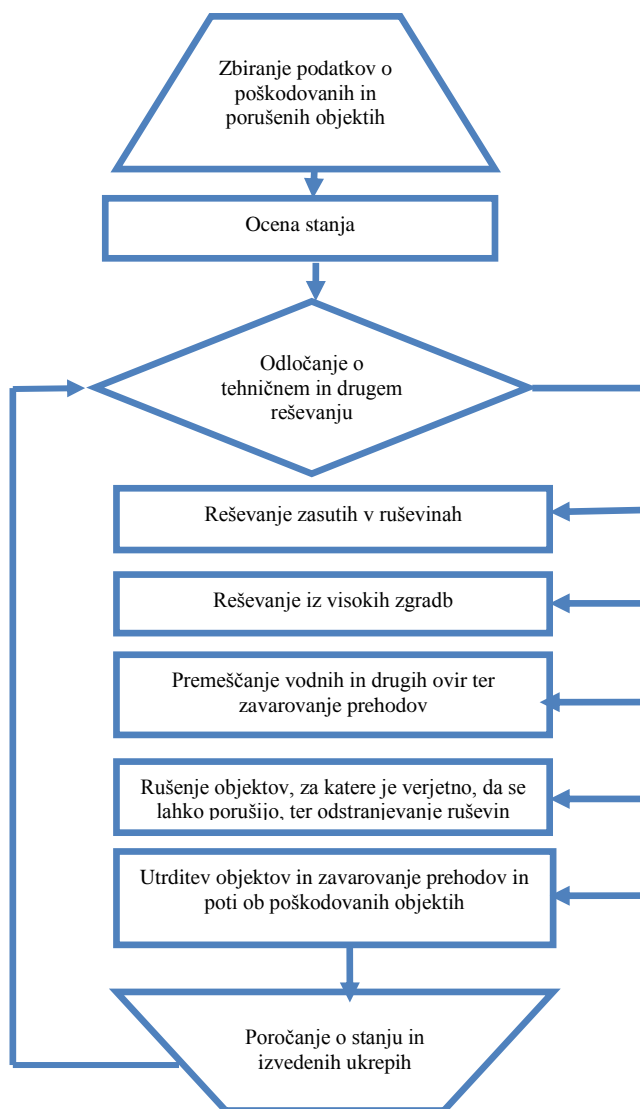 Zbiranje podatkov o
poškodovanih in
porušenih objektih
Ocena stanja
Odločanje o
tehničnem in drugem
reševanju
Reševanje zasutih v ruševinah
Reševanje iz visokih zgradb
Premeščanje vodnih in drugih ovir ter
zavarovanje prehodov
Rušenje objektov, za katere je verjetno, da se
lahko porušijo, ter odstranjevanje ruševin
Utrditev objektov in zavarovanje prehodov in
poti ob poškodovanih objektih
Poročanje o stanju in
izvedenih ukrepih